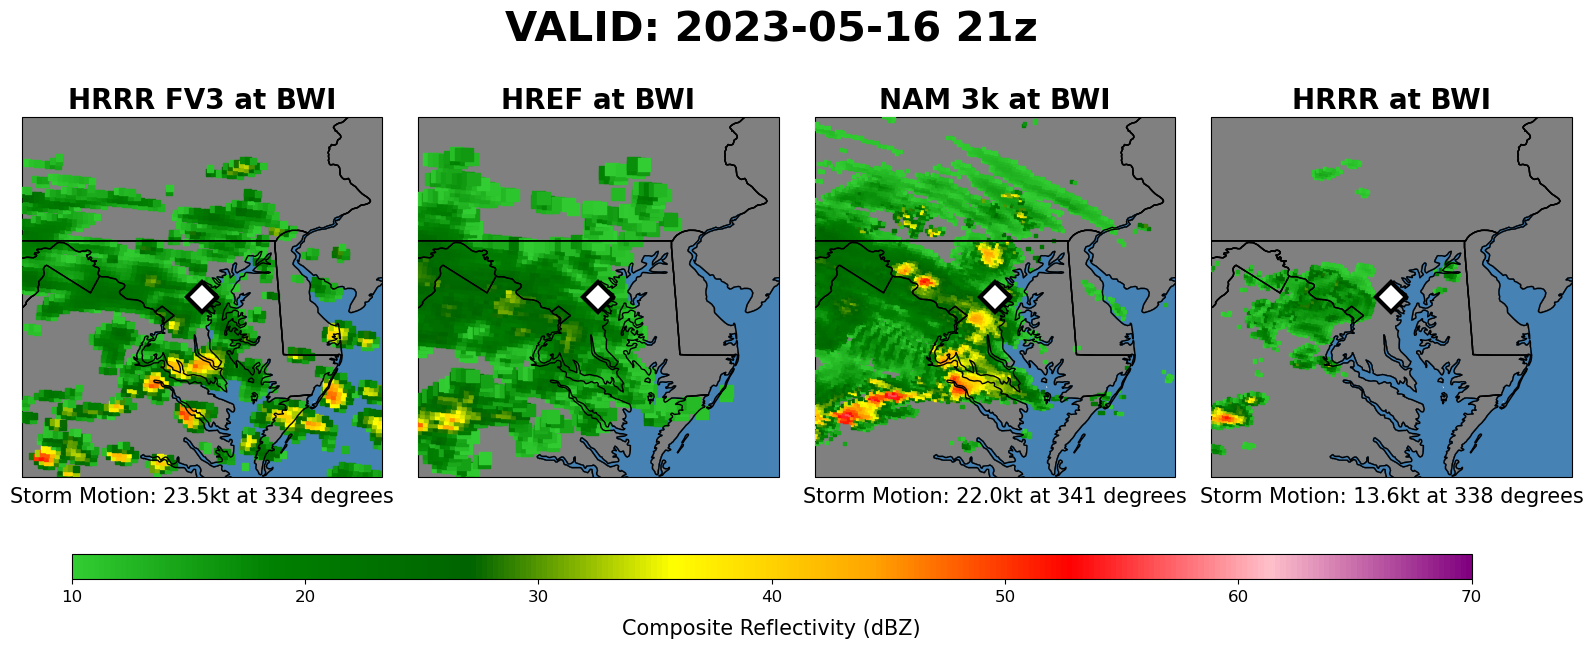 VALID: 2023-05-16 21z
HRRR FV3 at BWI
HREF at BWI
NAM 3k at BWI
HRRR at BWI
Storm Motion: 23.5kt at 334 degrees
Storm Motion: 22.0kt at 341 degrees
Storm Motion: 13.6kt at 338 degrees
10 20 30 40 50 60 70
Composite Reflectivity (dBZ)